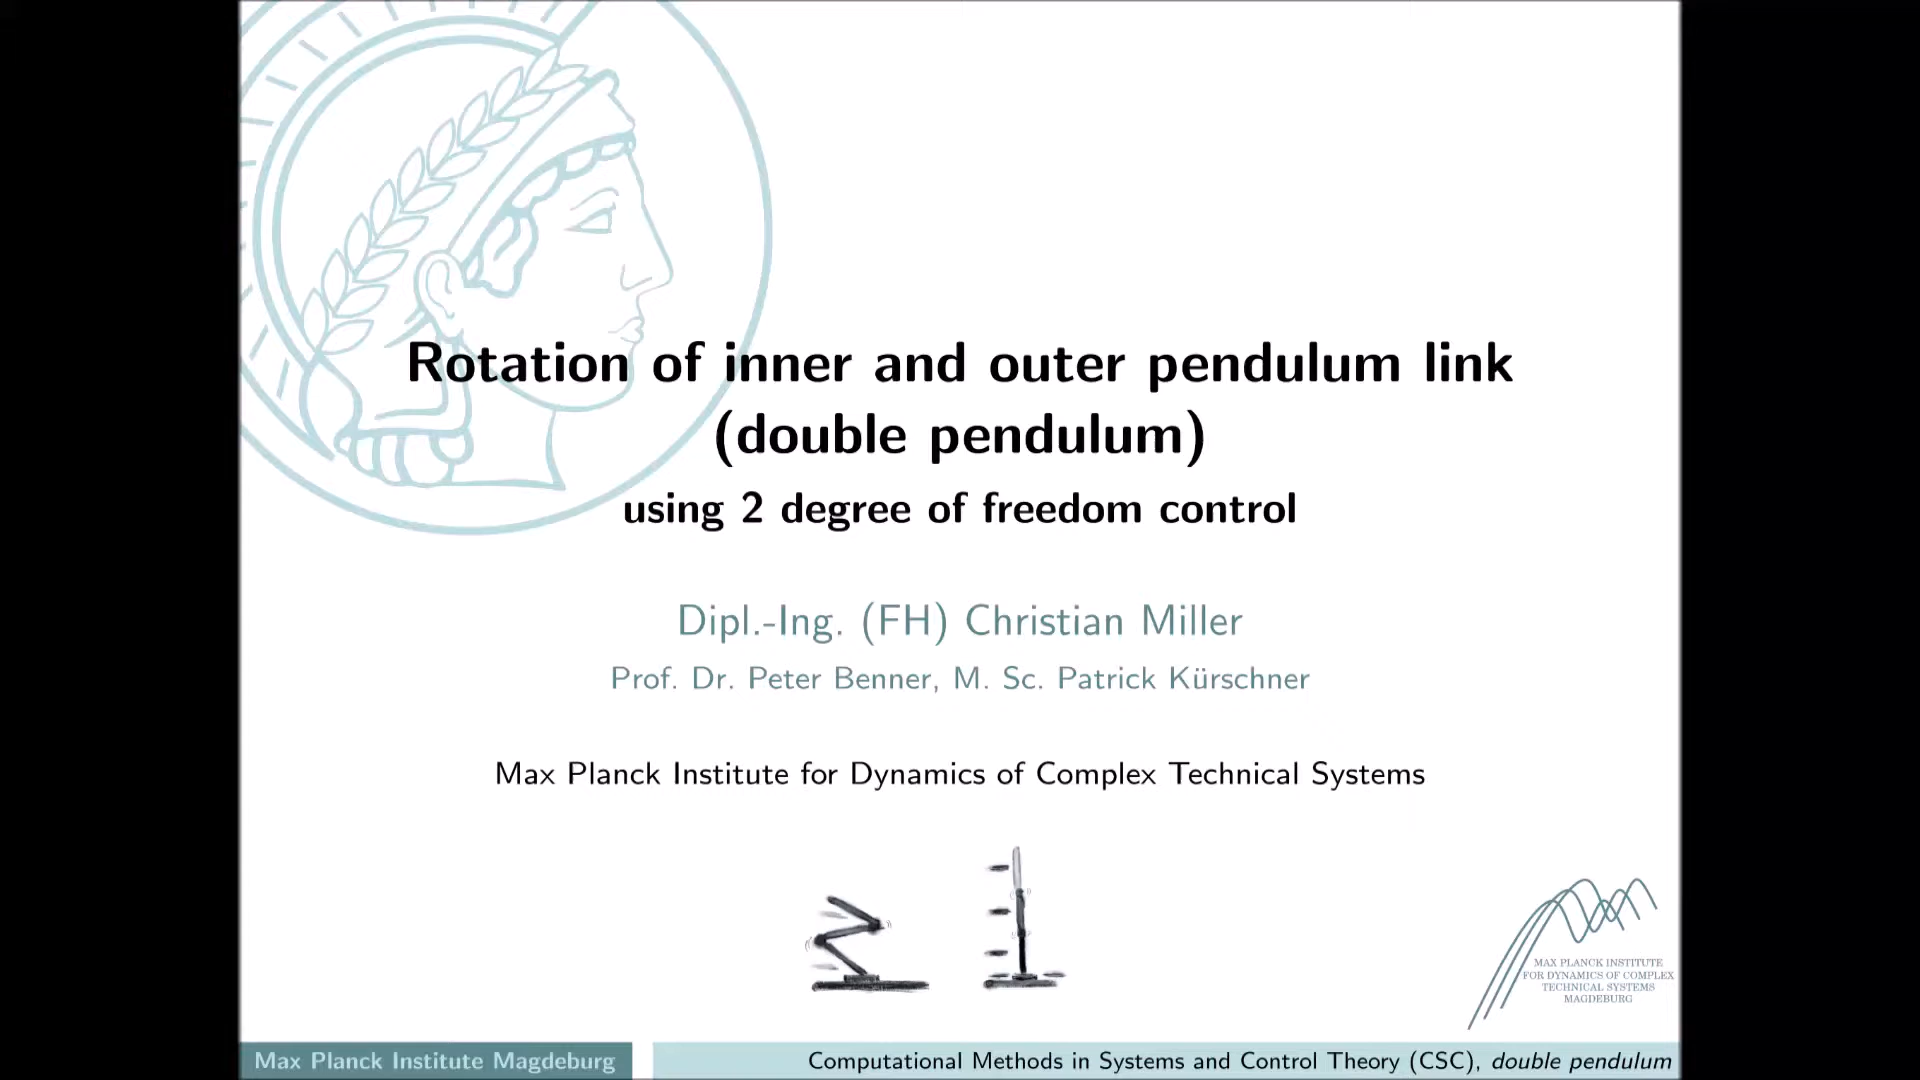 Rotation of inner and outer pendulum link
(double pendulum)
using 2 degree of freedom control
Dipl.-Ing. (FH) Christian Miller
Prof. Dr. Peter Benner, M. Sc. Patrick Kürschner
Max Planck Institute for Dynamics of Complex Technical Systems
MAX PLANCK INSTITUTE
FOR DYNAMICS OF COMPLEX
TECHNICAL SYSTEMS
MAGDEBURG
Max Planck Institute Magdeburg
Computational Methods in Systems and Control Theory (CSC), double pendulum